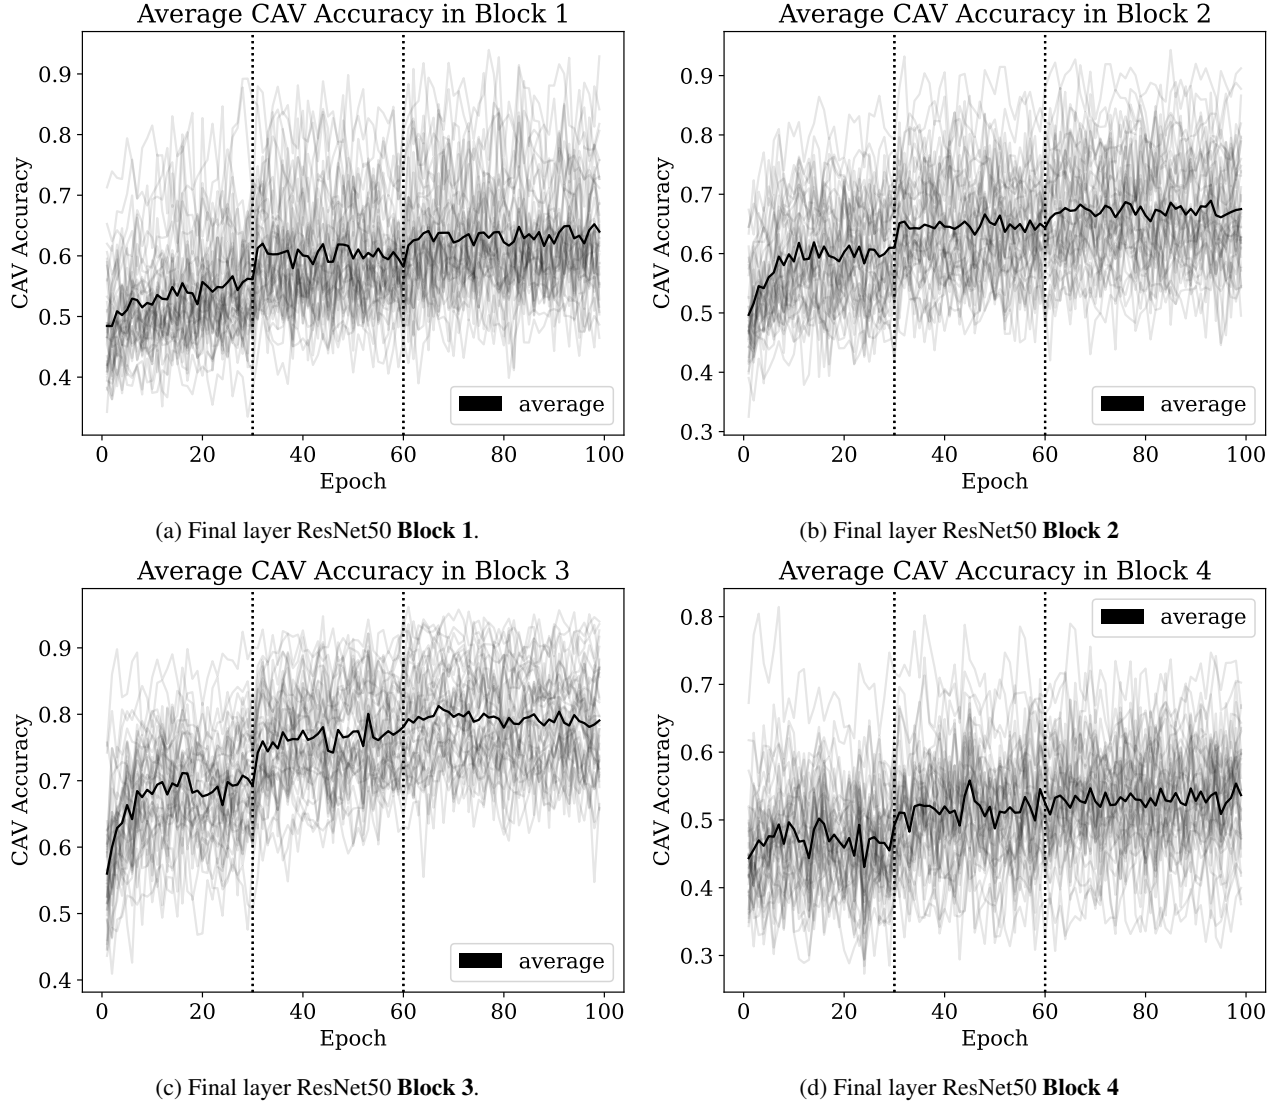 Average CAV Accuracy in Block 1
CAV Accuracy
0.9
0.8
0.7
0.6
0.5
0.4
average
0 20 40 60 80 100
Epoch
(a) Final layer ResNet50 Block 1.
Average CAV Accuracy in Block 2
CAV Accuracy
0.9
0.8
0.7
0.6
0.5
0.4
0.3
average
0 20 40 60 80 100
Epoch
(b) Final layer ResNet50 Block 2
Average CAV Accuracy in Block 3
CAV Accuracy
0.9
0.8
0.7
0.6
0.5
0.4
average
0 20 40 60 80 100
Epoch
(c) Final layer ResNet50 Block 3.
Average CAV Accuracy in Block 4
CAV Accuracy
0.8
0.7
0.6
0.5
0.4
0.3
average
0 20 40 60 80 100
Epoch
(d) Final layer ResNet50 Block 4